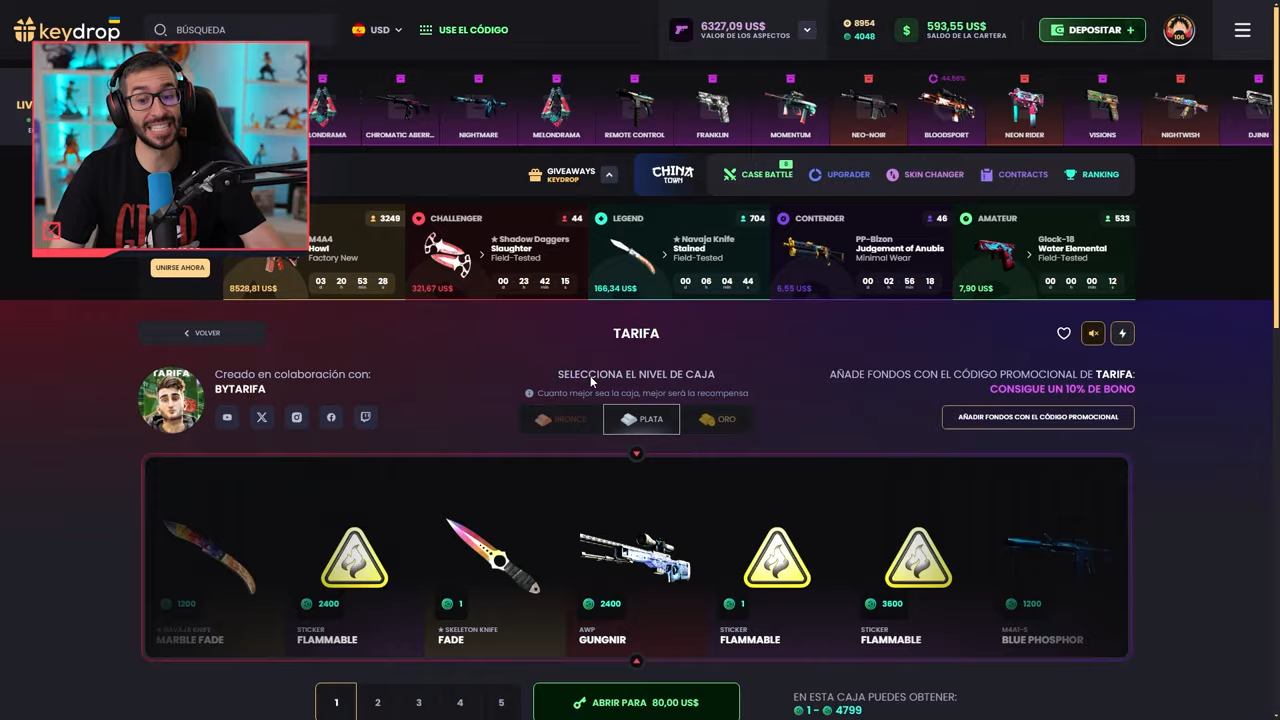 keydrop
BÚSQUEDA
USD
USE EL CÓDIGO
6327,09 US$
VALOR DE LOS ASPECTOS
8954
4048
593,55 US$
SALDO DE LA CARTERA
DEPOSITAR +
106
LONDRAMA
CHROMATIC ABERR...
NIGHTMARE
MELONDRAMA
REMOTE CONTROL
FRANKLIN
MOMENTUM
NEO-NOIR
44.56%
BLOODSPORT
NEON RIDER
VISIONS
NIGHTWISH
DJINN
GIVEAWAYS
KEYDROP
CHINA
TOWN
CASE BATTLE
8
UPGRADER
SKIN CHANGER
CONTRACTS
RANKING
UNIRSE AHORA
3249
M4A4
Howl
Factory New
8528,81 US$
03 20 53 28
CHALLENGER
44
★ Shadow Daggers
Slaughter
Field-Tested
321,67 US$
00 23 42 15
LEGEND
704
★ Navaja Knife
Stained
Field-Tested
166,34 US$
00 06 04 44
CONTENDER
46
PP-Bizon
Judgement of Anubis
Minimal Wear
6,55 US$
00 02 56 18
AMATEUR
533
Glock-18
Water Elemental
Field-Tested
7,90 US$
00 00 00 12
VOLVER
TARIFA
TARIFA
Creado en colaboración con:
BYTARIFA
SELECCIONA EL NIVEL DE CAJA
Cuanto mejor sea la caja, mejor será la recompensa
BRONCE
PLATA
ORO
AÑADE FONDOS CON EL CÓDIGO PROMOCIONAL DE TARIFA:
CONSIGUE UN 10% DE BONO
AÑADIR FONDOS CON EL CÓDIGO PROMOCIONAL
1200
★ NAVAJA KNIFE
MARBLE FADE
2400
STICKER
FLAMMABLE
1
★ SKELETON KNIFE
FADE
2400
AWP
GUNGNIR
1
STICKER
FLAMMABLE
3600
STICKER
FLAMMABLE
1200
M4A1-S
BLUE PHOSPHOR
1
2
3
4
5
ABRIR PARA 80,00 US$
EN ESTA CAJA PUEDES OBTENER:
1 - 4799